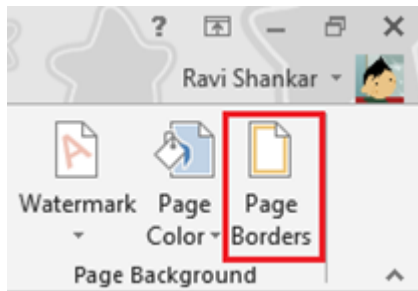 ?
Ravi Shankar
Watermark Page Page
Color Borders
Page Background